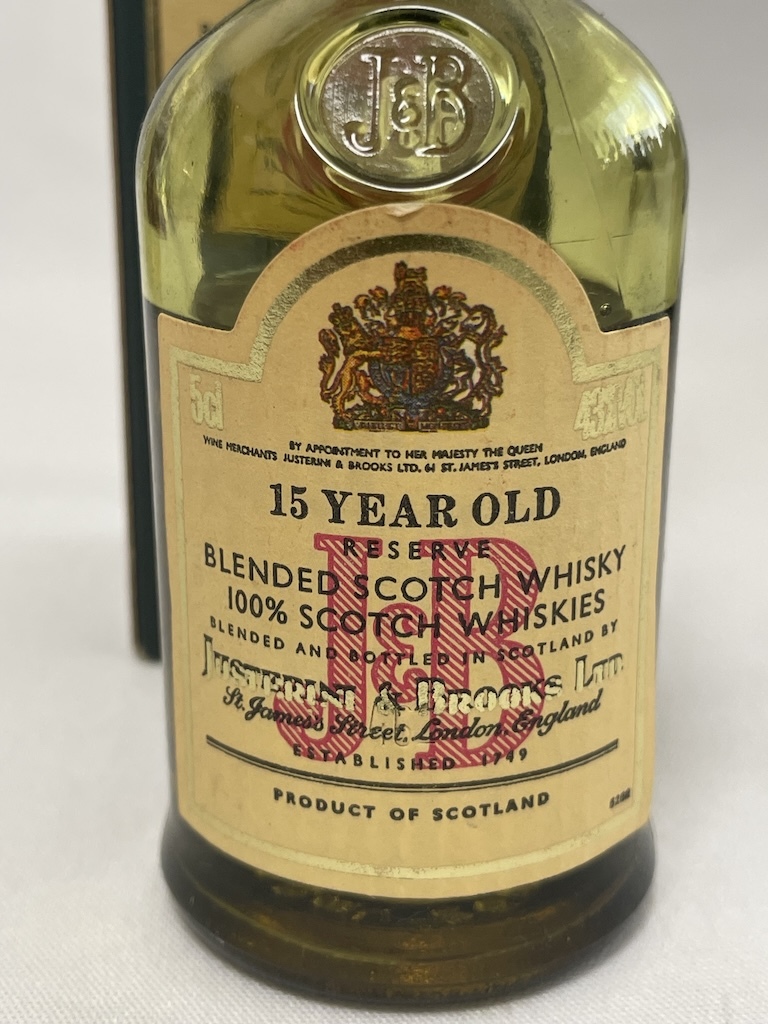 J&B
5cl
43% vol
BY APPOINTMENT TO HER MAJESTY THE QUEEN
WINE MERCHANTS JUSTERINI & BROOKS LTD. 61 ST. JAMES'S STREET, LONDON, ENGLAND
15 YEAR OLD
RESERVE
J&B
BLENDED SCOTCH WHISKY
100% SCOTCH WHISKIES
BLENDED AND BOTTLED IN SCOTLAND BY
JUSTERINI & BROOKS LTD.
St. James's Street, London, England
ESTABLISHED 1749
PRODUCT OF SCOTLAND